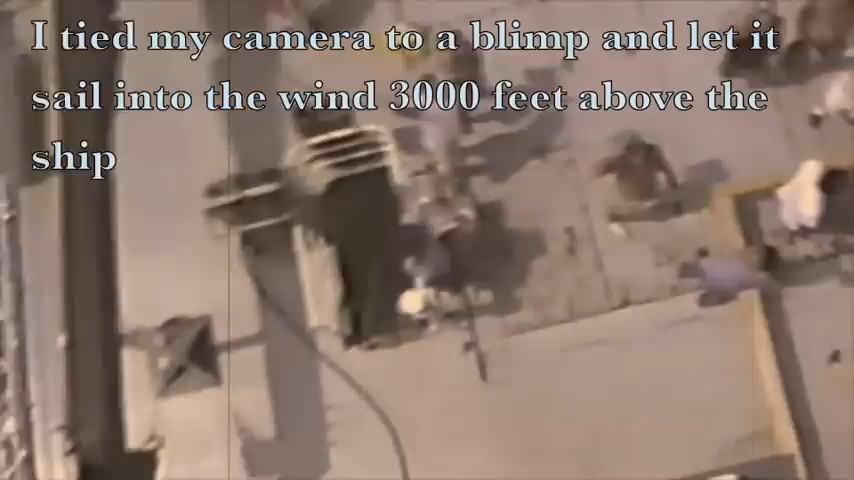 I tied my camera to a blimp and let it
sail into the wind 3000 feet above the
ship